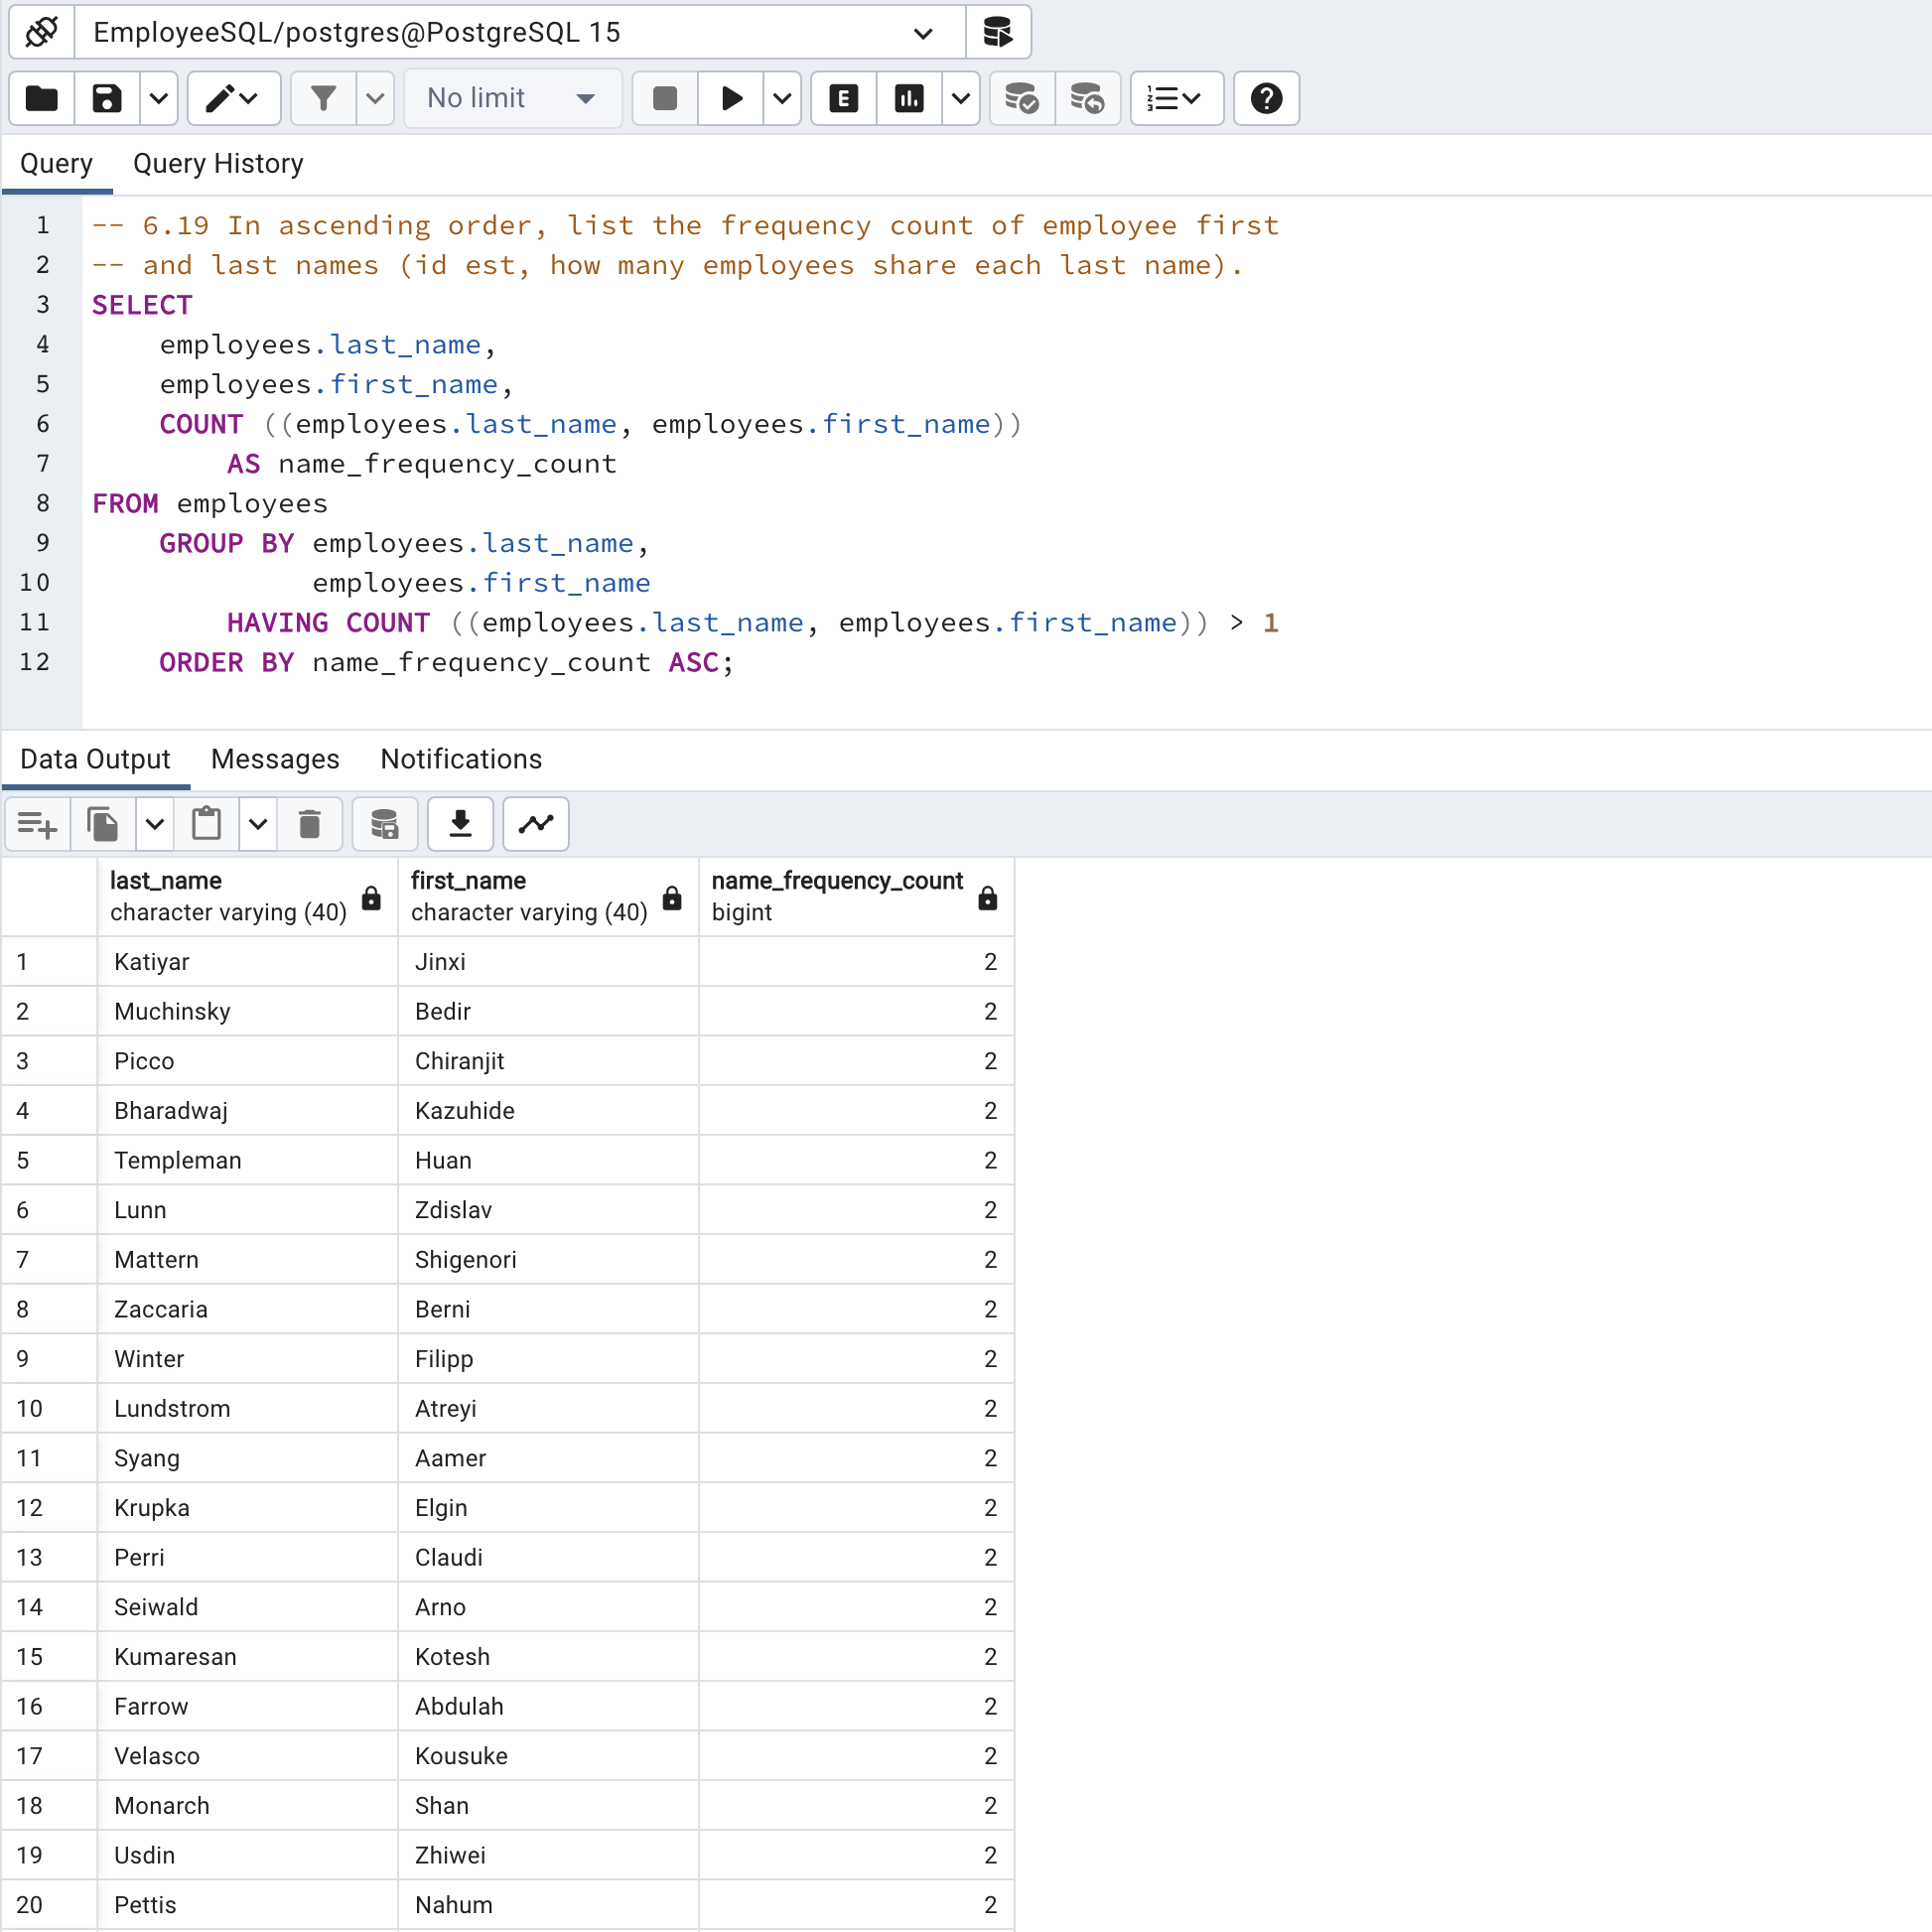 EmployeeSQL/postgres@PostgreSQL 15
No limit
E
Query Query History
1 -- 6.19 In ascending order, list the frequency count of employee first
2 -- and last names (id est, how many employees share each last name).
3 SELECT
4 employees.last_name,
5 employees.first_name,
6 COUNT ((employees.last_name, employees.first_name))
7 AS name_frequency_count
8 FROM employees
9 GROUP BY employees.last_name,
10 employees.first_name
11 HAVING COUNT ((employees.last_name, employees.first_name)) > 1
12 ORDER BY name_frequency_count ASC;
Data Output Messages Notifications
last_name first_name name_frequency_count
character varying (40) character varying (40) bigint
1 Katiyar Jinxi 2
2 Muchinsky Bedir 2
3 Picco Chiranjit 2
4 Bharadwaj Kazuhide 2
5 Templeman Huan 2
6 Lunn Zdislav 2
7 Mattern Shigenori 2
8 Zaccaria Berni 2
9 Winter Filipp 2
10 Lundstrom Atreyi 2
11 Syang Aamer 2
12 Krupka Elgin 2
13 Perri Claudi 2
14 Seiwald Arno 2
15 Kumaresan Kotesh 2
16 Farrow Abdulah 2
17 Velasco Kousuke 2
18 Monarch Shan 2
19 Usdin Zhiwei 2
20 Pettis Nahum 2